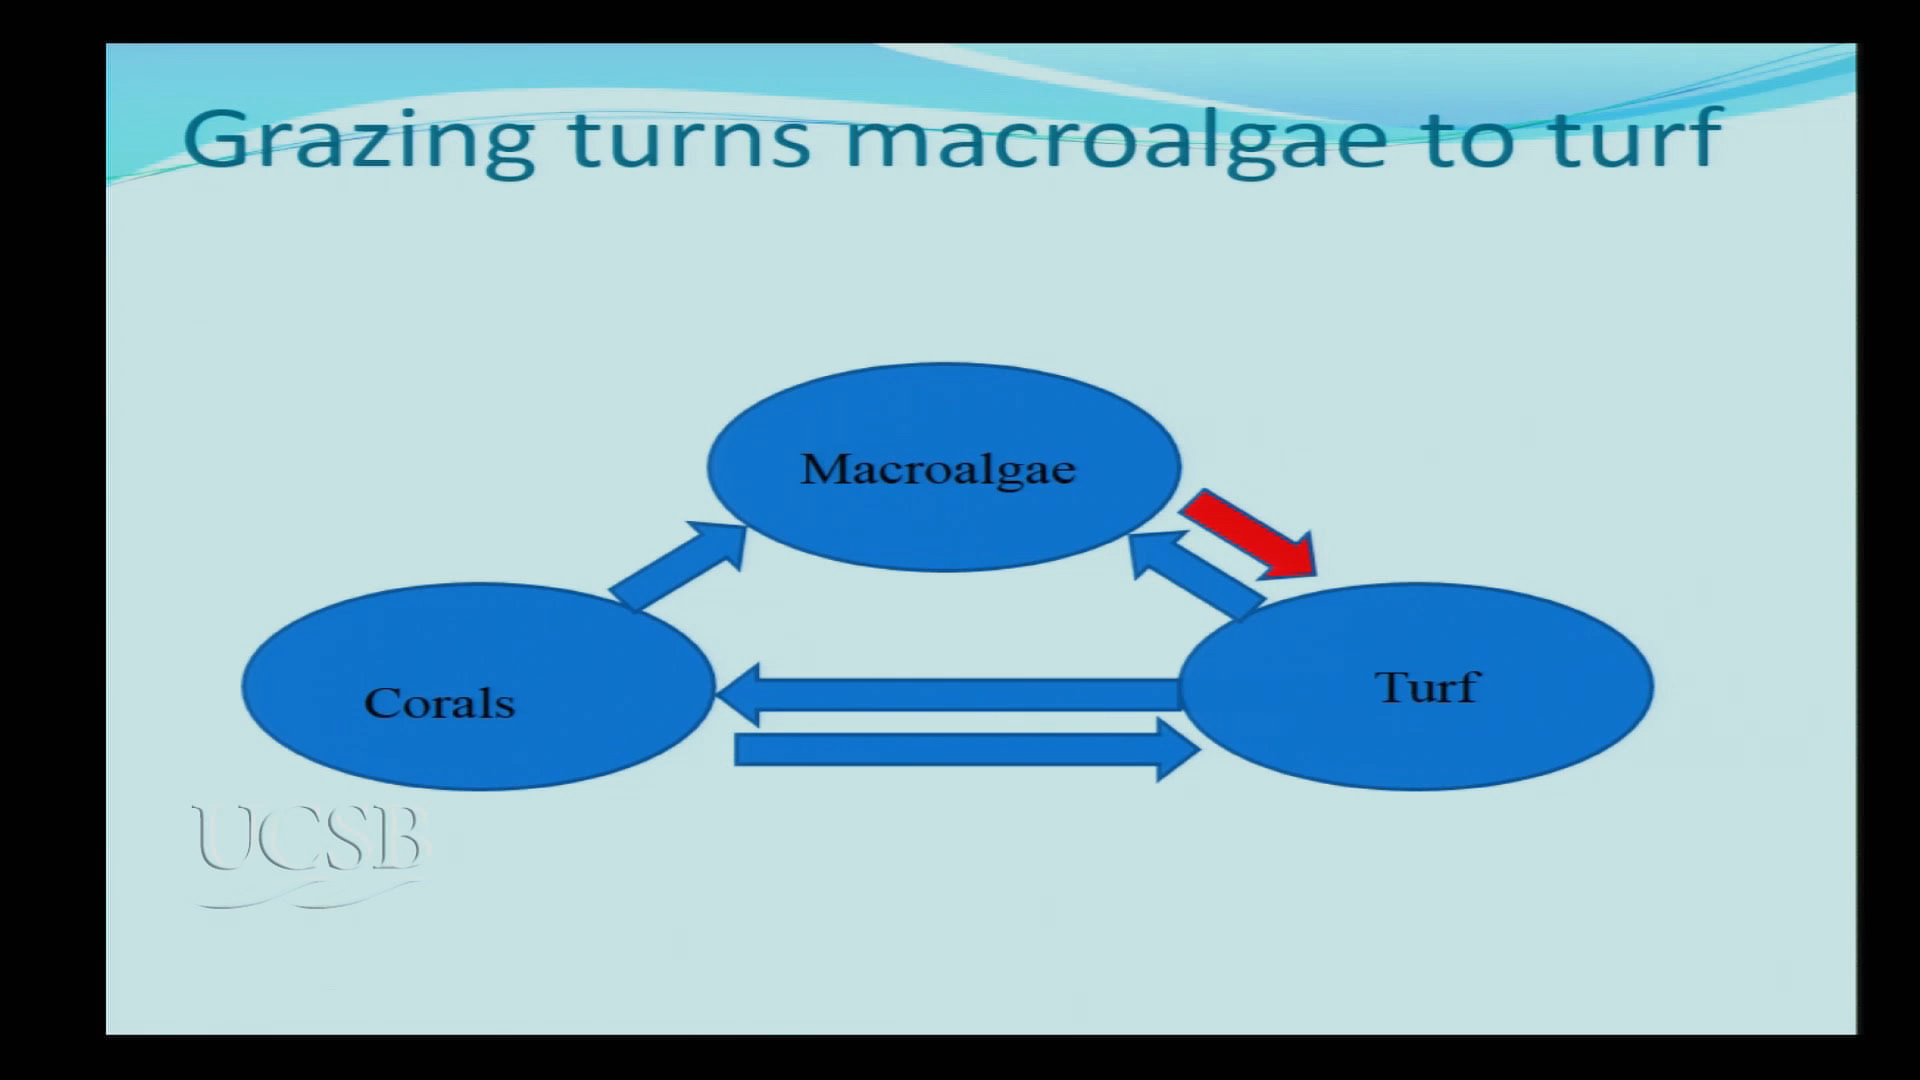 Grazing turns macroalgae to turf
Macroalgae
Corals
Turf
UCSB